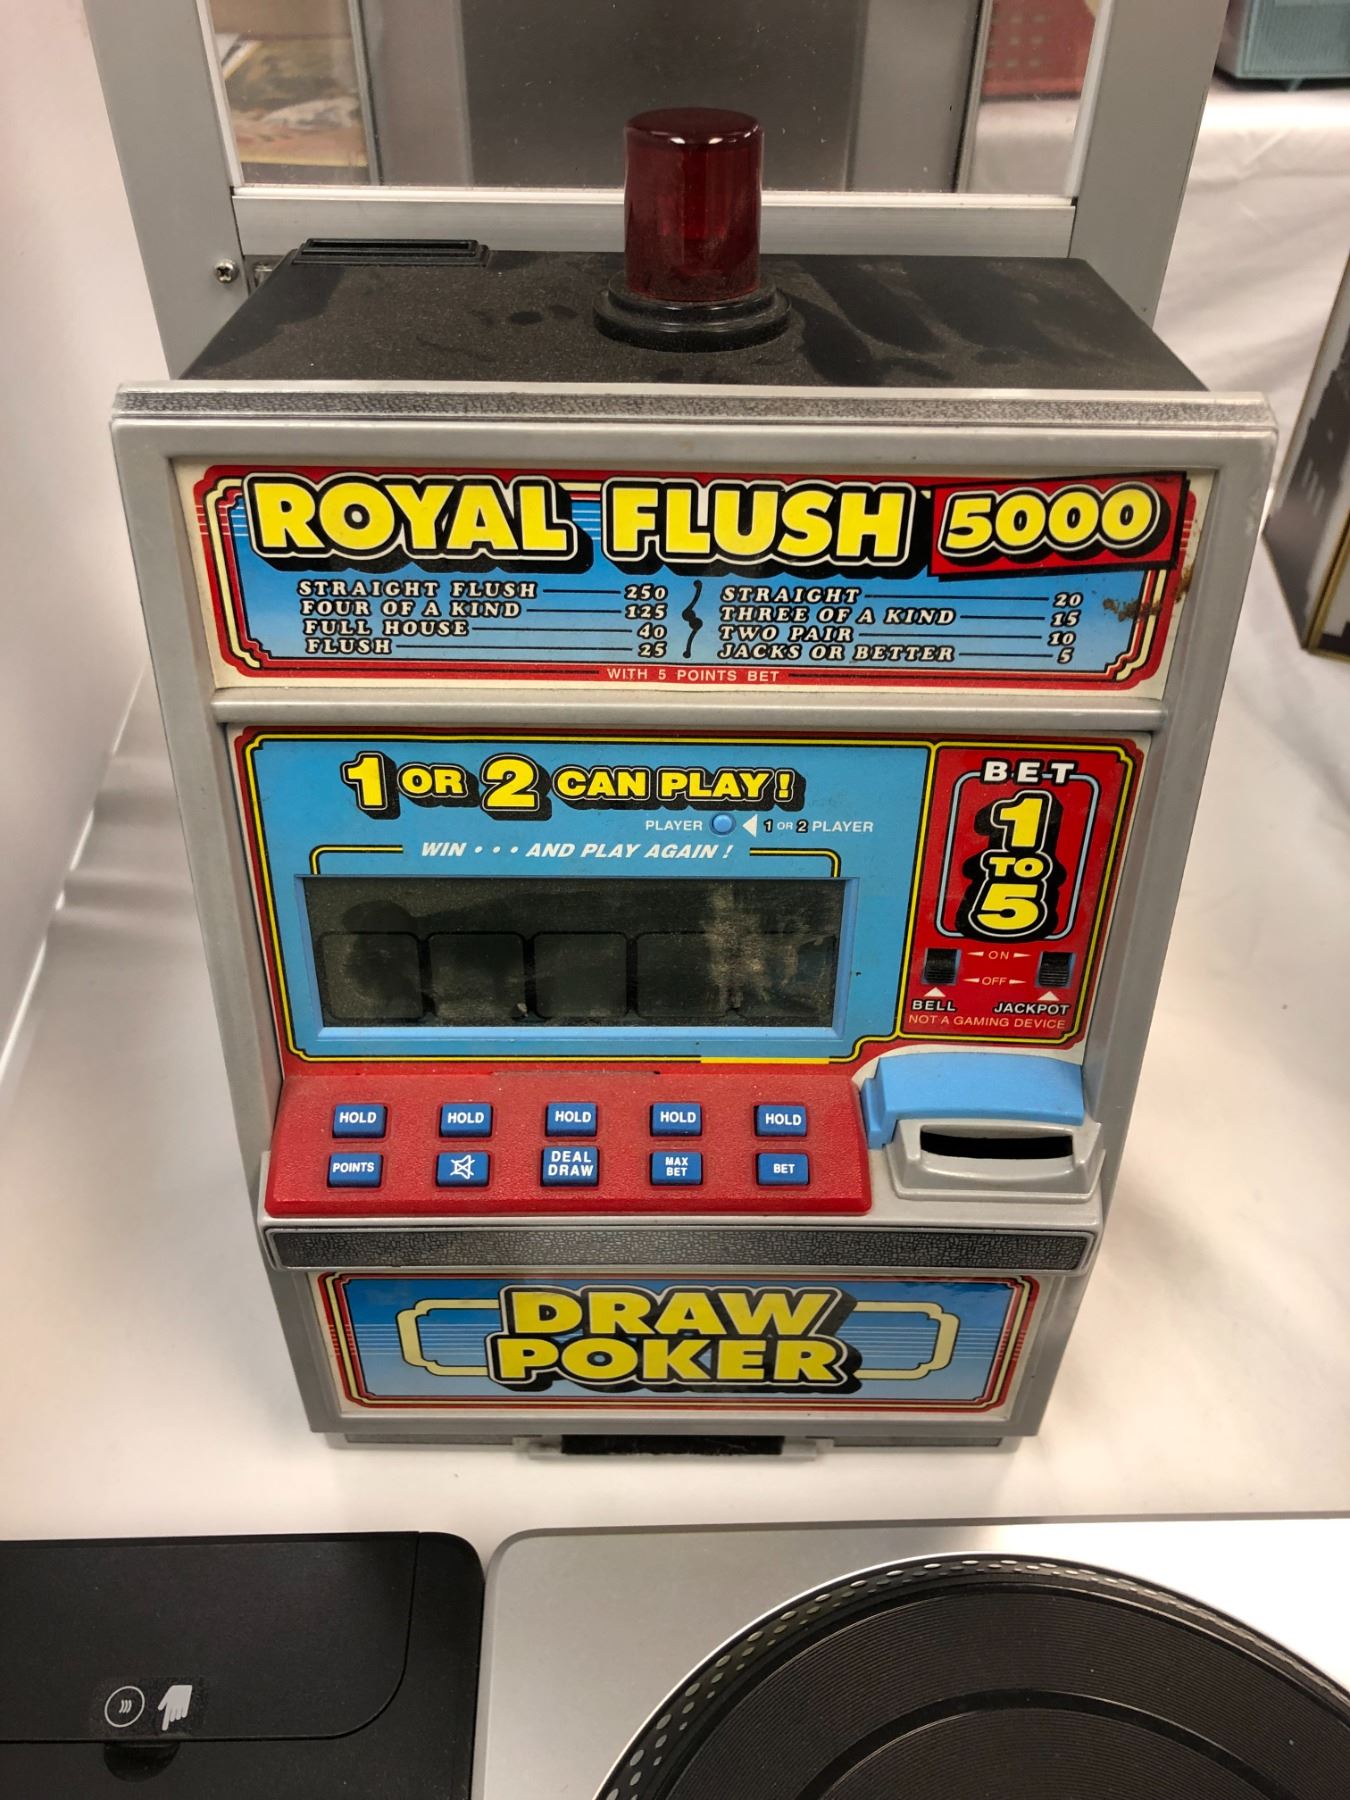 ROYAL FLUSH 5000
STRAIGHT FLUSH 250
FOUR OF A KIND 125
FULL HOUSE 40
FLUSH 25
STRAIGHT 20
THREE OF A KIND 15
TWO PAIR 10
JACKS OR BETTER 5
WITH 5 POINTS BET
1 OR 2 CAN PLAY!
PLAYER 1 OR 2 PLAYER
WIN . . . AND PLAY AGAIN!
BET
1
TO
5
ON
OFF
BELL JACKPOT
NOT A GAMING DEVICE
HOLD HOLD HOLD HOLD HOLD
POINTS DEAL DRAW MAX BET BET
DRAW
POKER